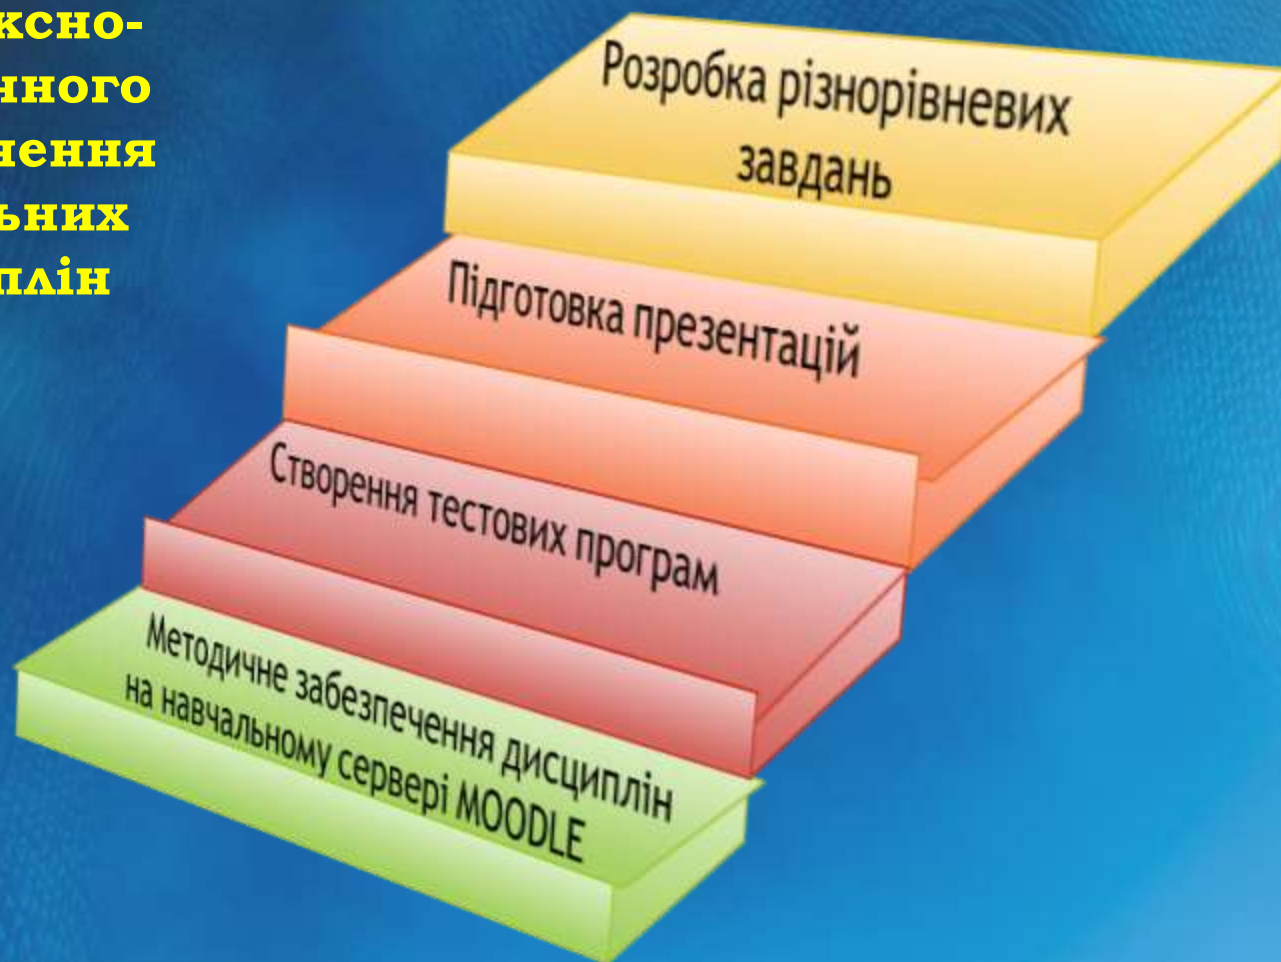 ксно-
нного
чення
ьних
плін
Розробка різнорівневих
завдань
Підготовка презентацій
Створення тестових програм
Методичне забезпечення дисциплін
на навчальному сервері MOODLE